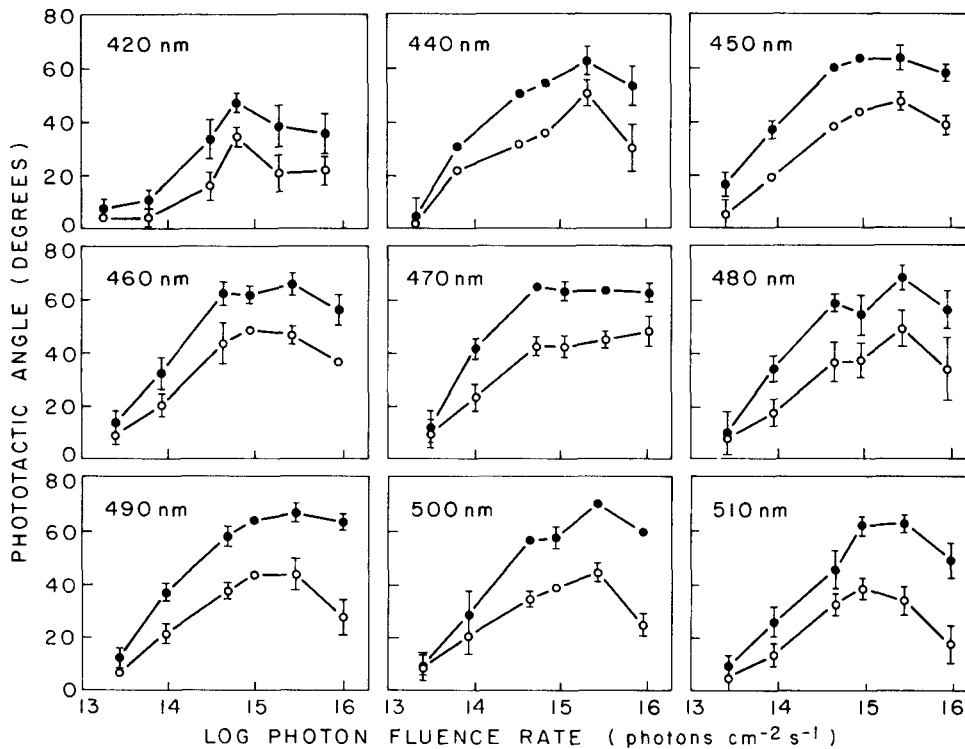 PHOTOTACTIC ANGLE (DEGREES)
80
60
40
20
0
420 nm
440 nm
450 nm
80
60
40
20
0
460 nm
470 nm
480 nm
80
60
40
20
0
490 nm
500 nm
510 nm
13 14 15 16 13 14 15 16 13 14 15 16
LOG PHOTON FLUENCE RATE (photons cm⁻² s⁻¹)